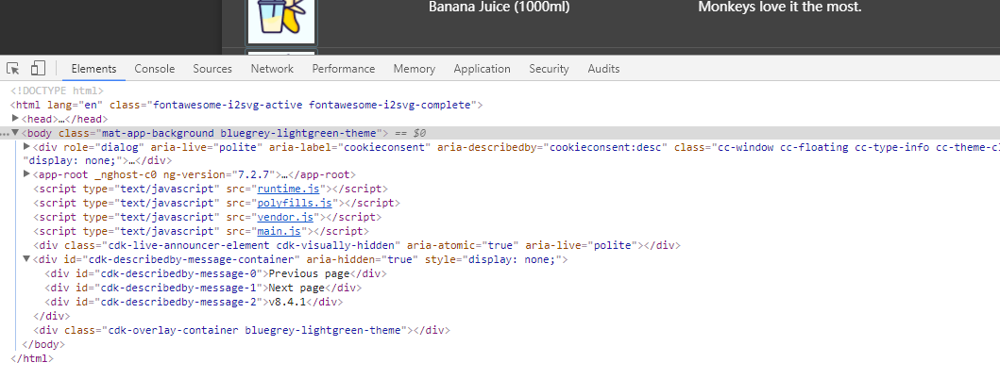 Banana Juice (1000ml) Monkeys love it the most.
Elements Console Sources Network Performance Memory Application Security Audits
<!DOCTYPE html>
<html lang="en" class="fontawesome-i2svg-active fontawesome-i2svg-complete">
▶<head>…</head>
…▼<body class="mat-app-background bluegrey-lightgreen-theme"> == $0
▶<div role="dialog" aria-live="polite" aria-label="cookieconsent" aria-describedby="cookieconsent:desc" class="cc-window cc-floating cc-type-info cc-theme-cl
"display: none;">…</div>
▶<app-root _nghost-c0 ng-version="7.2.7">…</app-root>
<script type="text/javascript" src="runtime.js"></script>
<script type="text/javascript" src="polyfills.js"></script>
<script type="text/javascript" src="vendor.js"></script>
<script type="text/javascript" src="main.js"></script>
<div class="cdk-live-announcer-element cdk-visually-hidden" aria-atomic="true" aria-live="polite"></div>
▼<div id="cdk-describedby-message-container" aria-hidden="true" style="display: none;">
<div id="cdk-describedby-message-0">Previous page</div>
<div id="cdk-describedby-message-1">Next page</div>
<div id="cdk-describedby-message-2">v8.4.1</div>
</div>
<div class="cdk-overlay-container bluegrey-lightgreen-theme"></div>
</body>
</html>